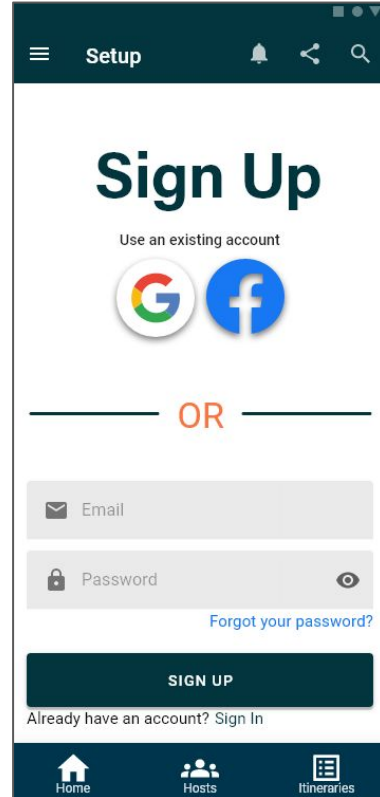 Setup
Sign Up
Use an existing account
OR
Email
Password
Forgot your password?
SIGN UP
Already have an account? Sign In
Home Hosts Itineraries